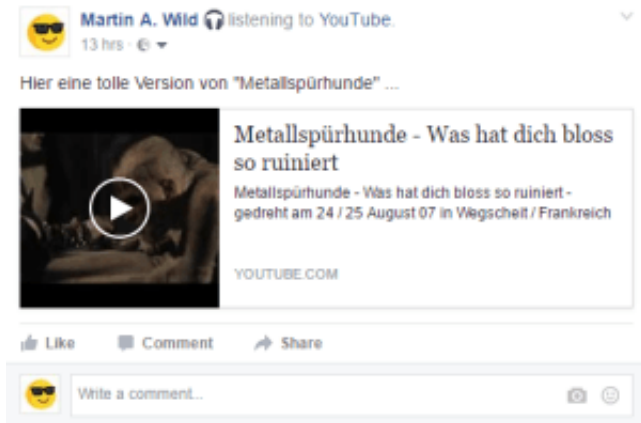 Martin A. Wild listening to YouTube.
13 hrs ·
Hier eine tolle Version von "Metallspürhunde" ...
Metallspürhunde - Was hat dich bloss
so ruiniert
Metallspürhunde - Was hat dich bloss so ruiniert -
gedreht am 24 / 25 August 07 in Wegscheit / Frankreich
YOUTUBE.COM
Like Comment Share
Write a comment...